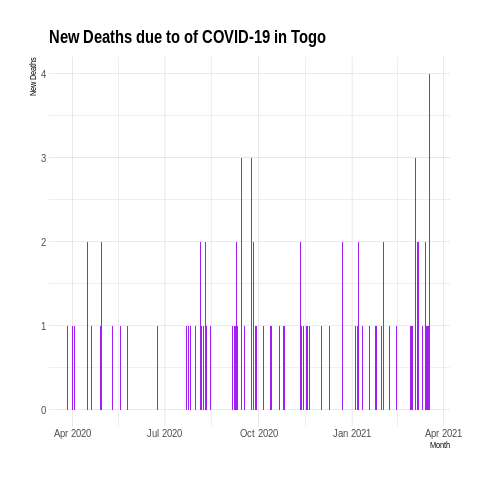 New Deaths due to of COVID-19 in Togo
New Deaths
4
3
2
1
0
Apr 2020 Jul 2020 Oct 2020 Jan 2021 Apr 2021
Month